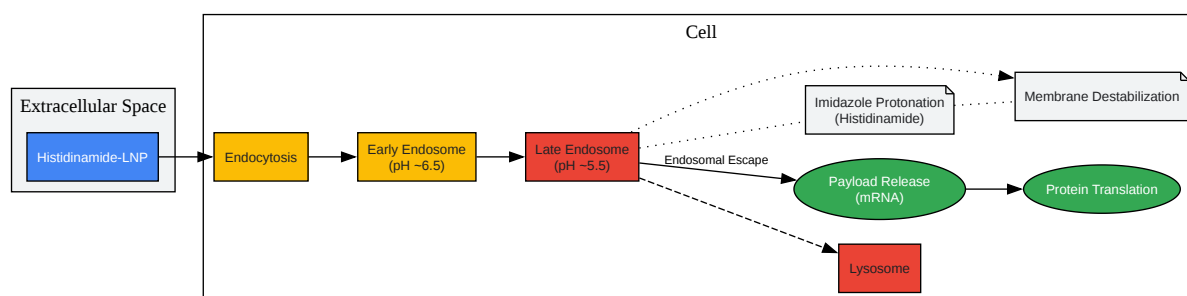 Cell
Extracellular Space
Histidinamide-LNP
Endocytosis
Early Endosome
(pH ~6.5)
Late Endosome
(pH ~5.5)
Imidazole Protonation
(Histidinamide)
Membrane Destabilization
Endosomal Escape
Payload Release
(mRNA)
Protein Translation
Lysosome